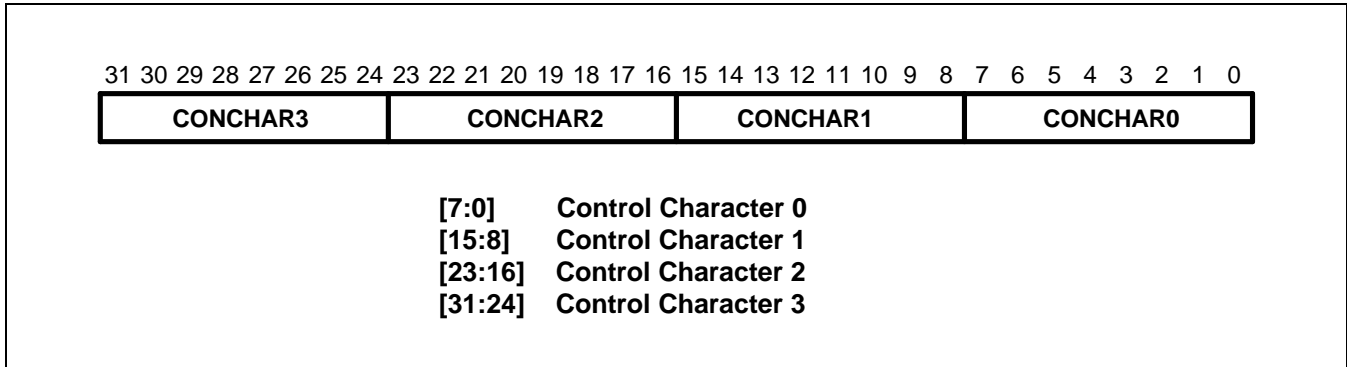 31 30 29 28 27 26 25 24 23 22 21 20 19 18 17 16 15 14 13 12 11 10 9 8 7 6 5 4 3 2 1 0
CONCHAR3 CONCHAR2 CONCHAR1 CONCHAR0
[7:0] Control Character 0
[15:8] Control Character 1
[23:16] Control Character 2
[31:24] Control Character 3